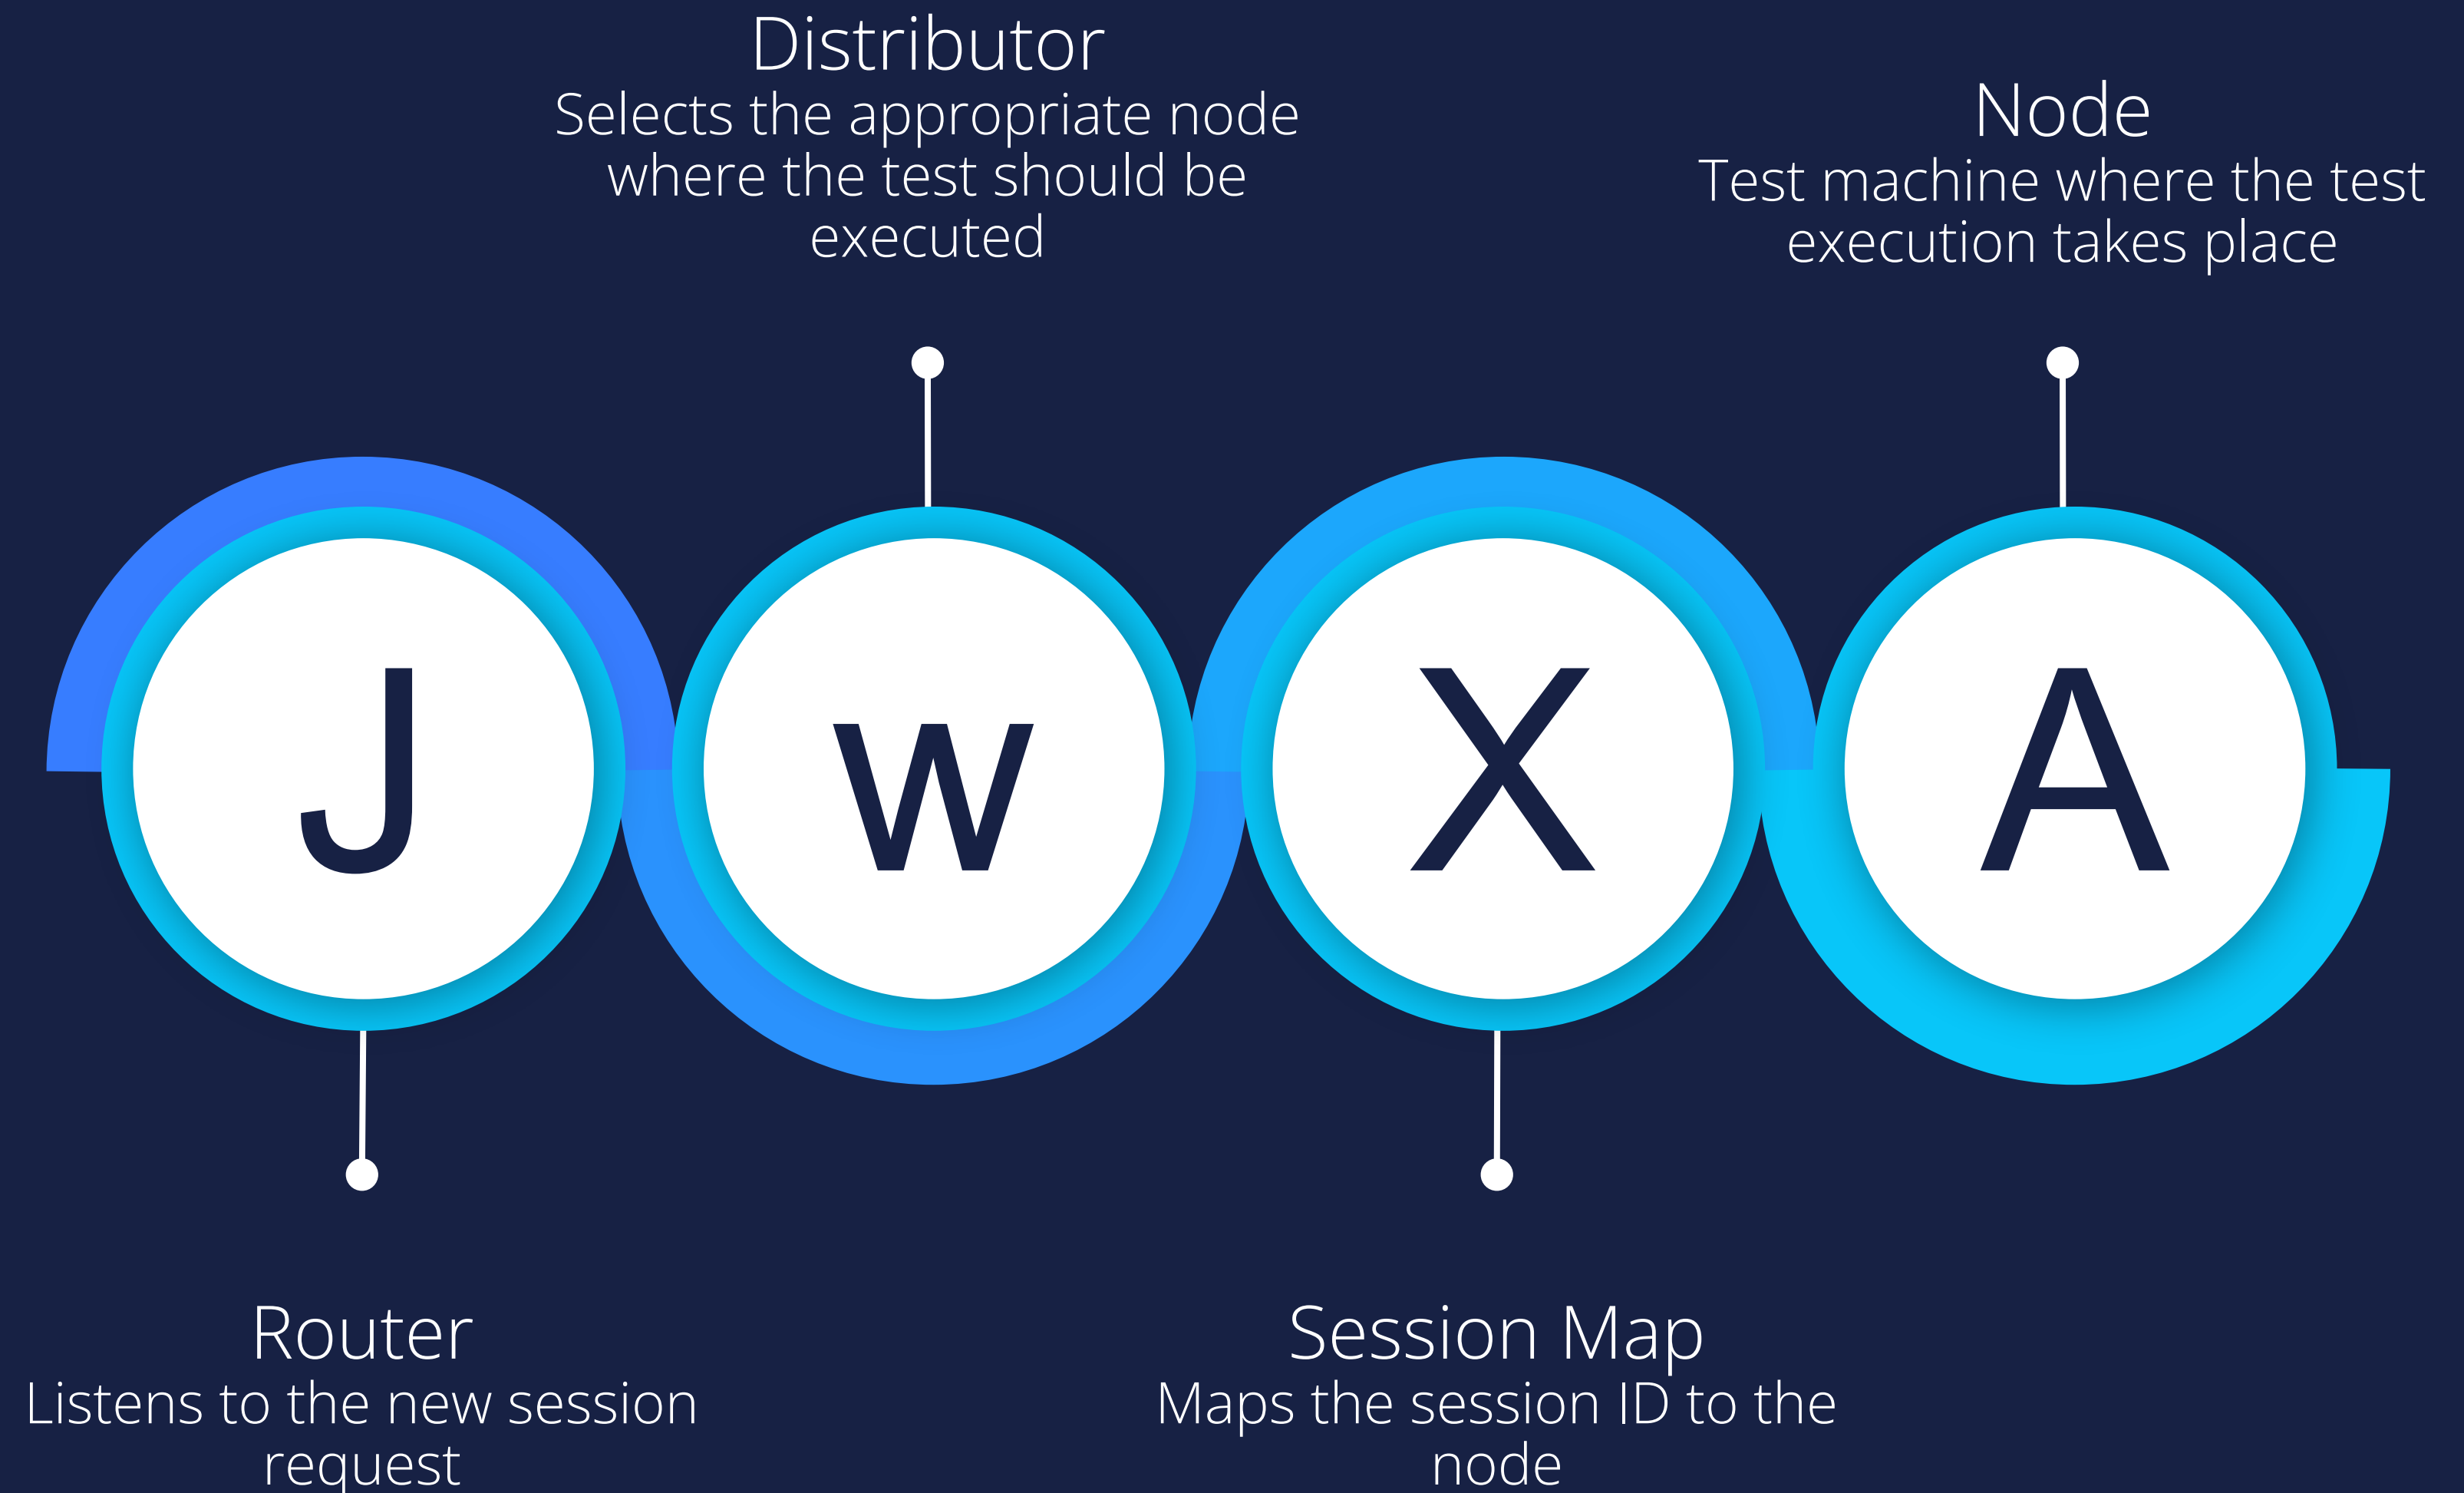 Distributor
Selects the appropriate node
where the test should be
executed
Node
Test machine where the test
execution takes place
J
w
X
A
Router
Listens to the new session
request
Session Map
Maps the session ID to the
node